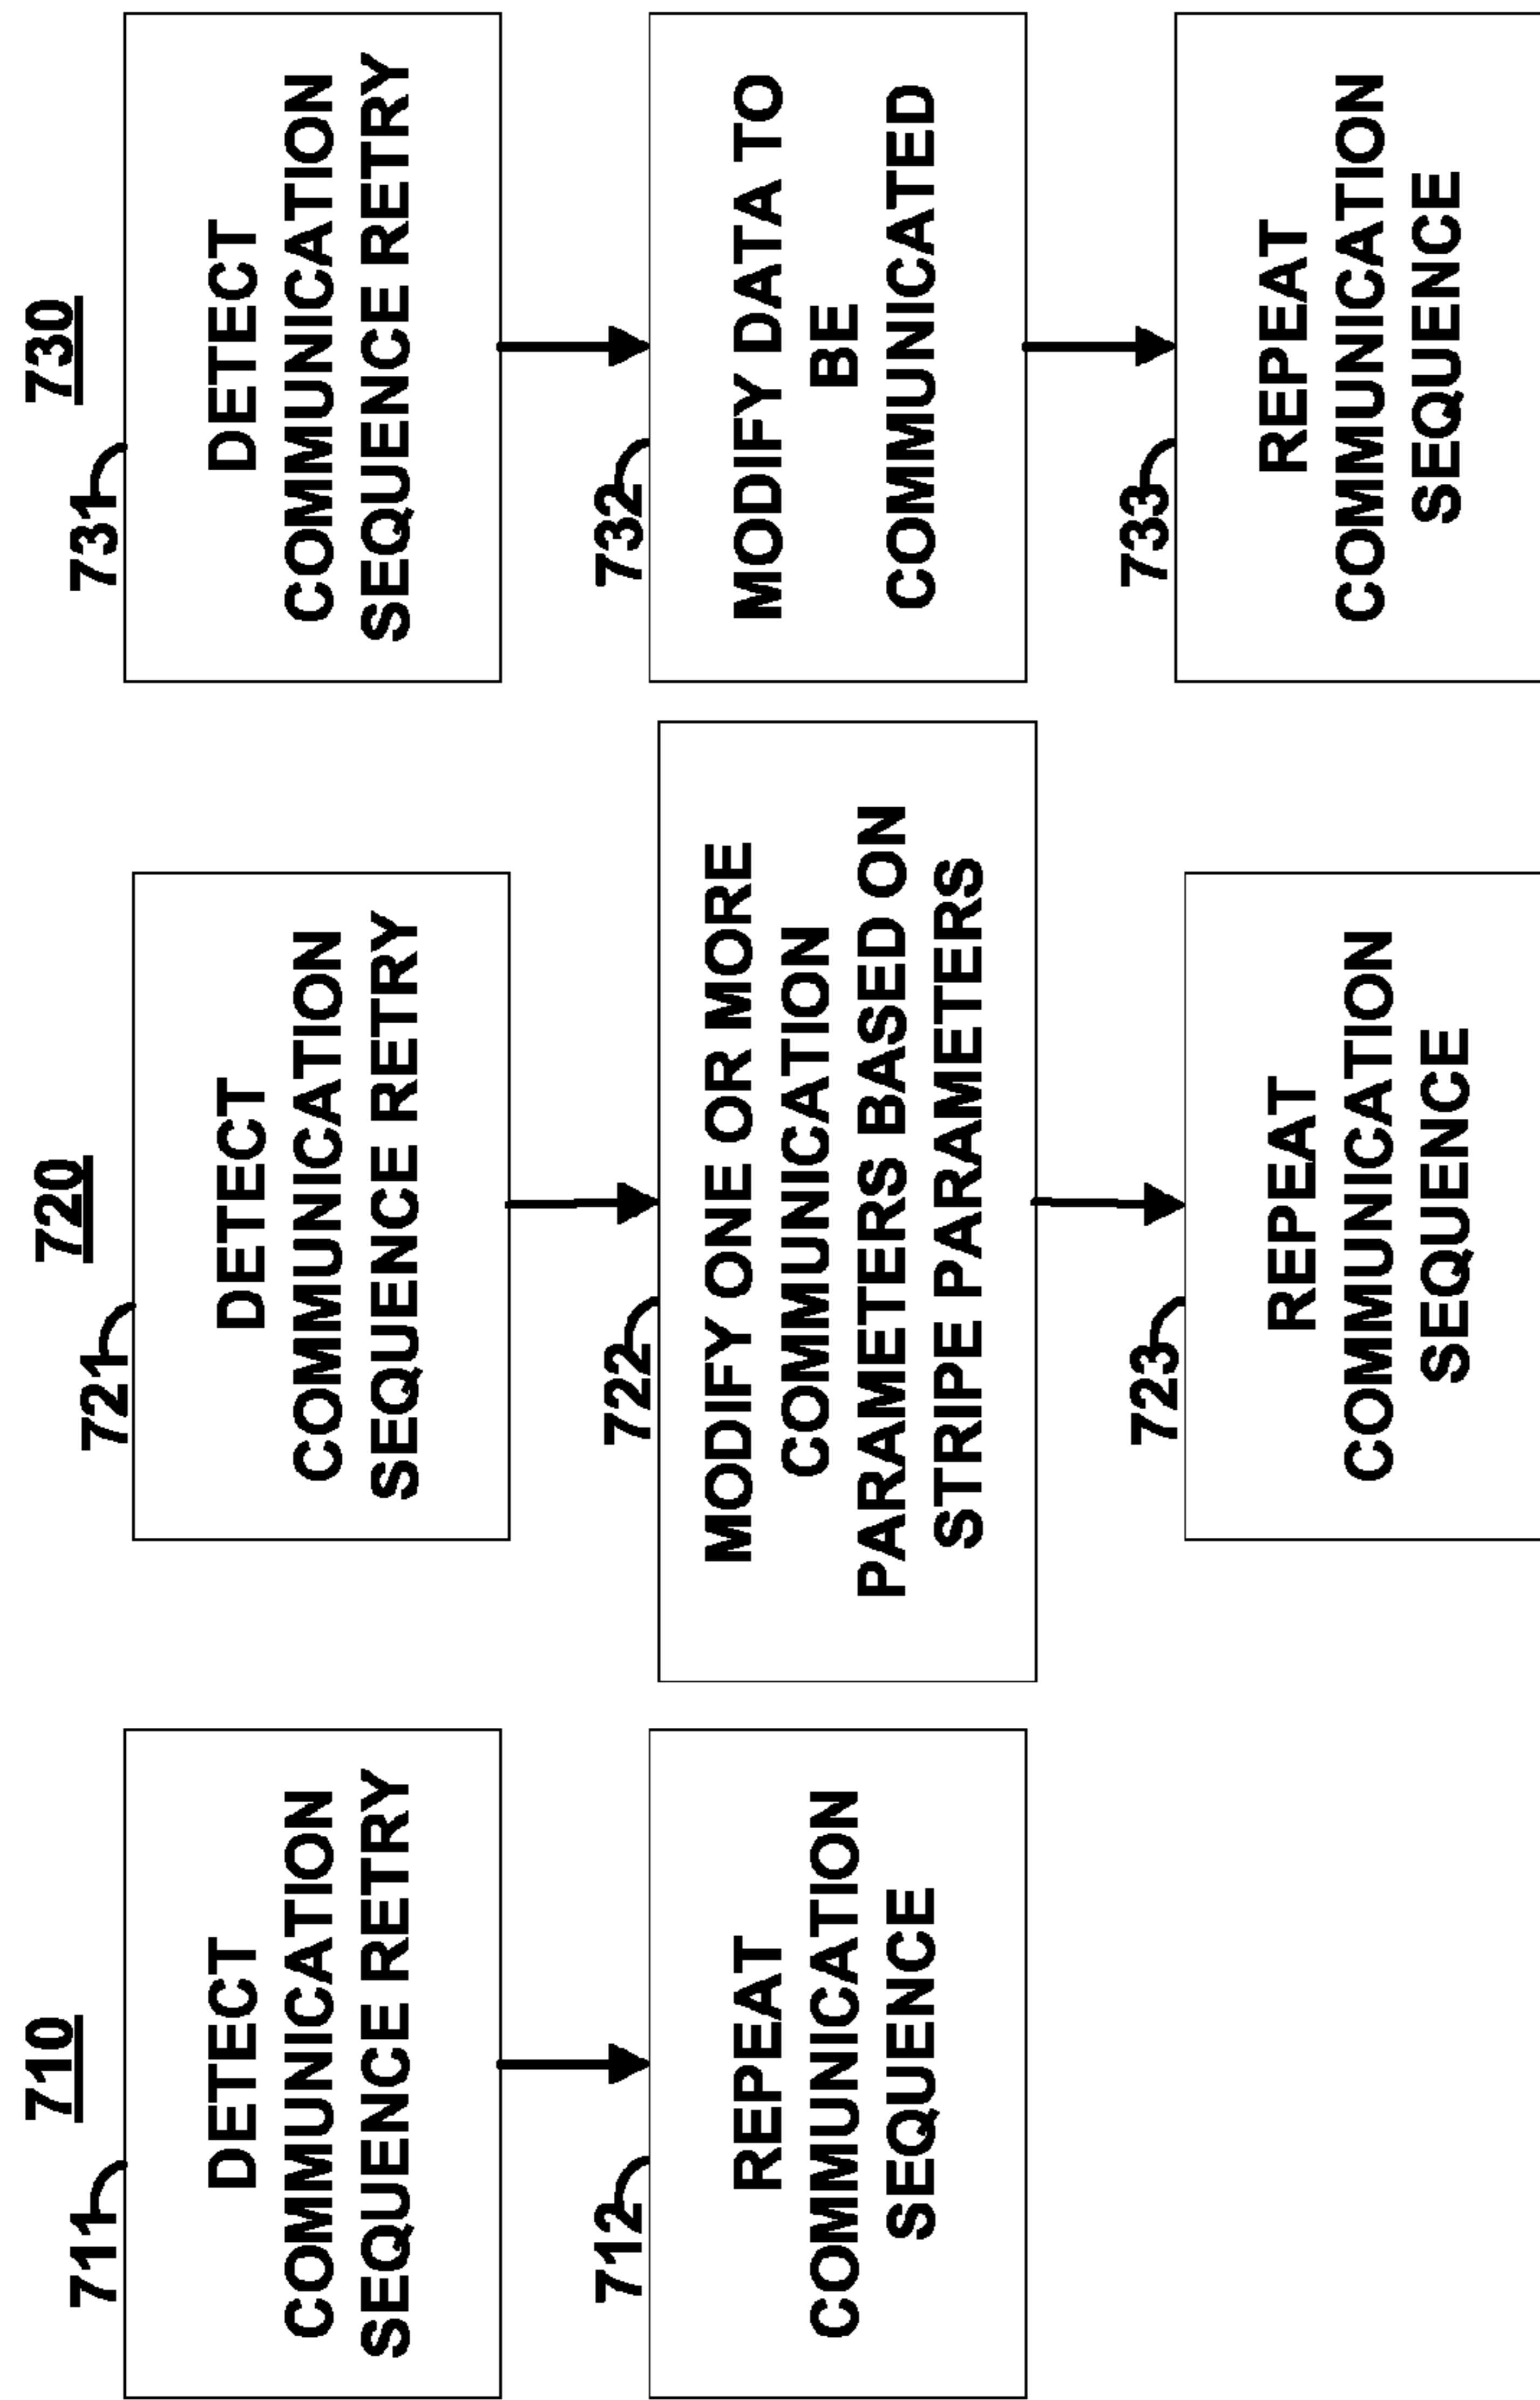 710
711
DETECT
COMMUNICATION
SEQUENCE RETRY
712
REPEAT
COMMUNICATION
SEQUENCE
720
721
DETECT
COMMUNICATION
SEQUENCE RETRY
722
MODIFY ONE OR MORE
COMMUNICATION
PARAMETERS BASED ON
STRIPE PARAMETERS
723
REPEAT
COMMUNICATION
SEQUENCE
730
731
DETECT
COMMUNICATION
SEQUENCE RETRY
732
MODIFY DATA TO
BE
COMMUNICATED
733
REPEAT
COMMUNICATION
SEQUENCE